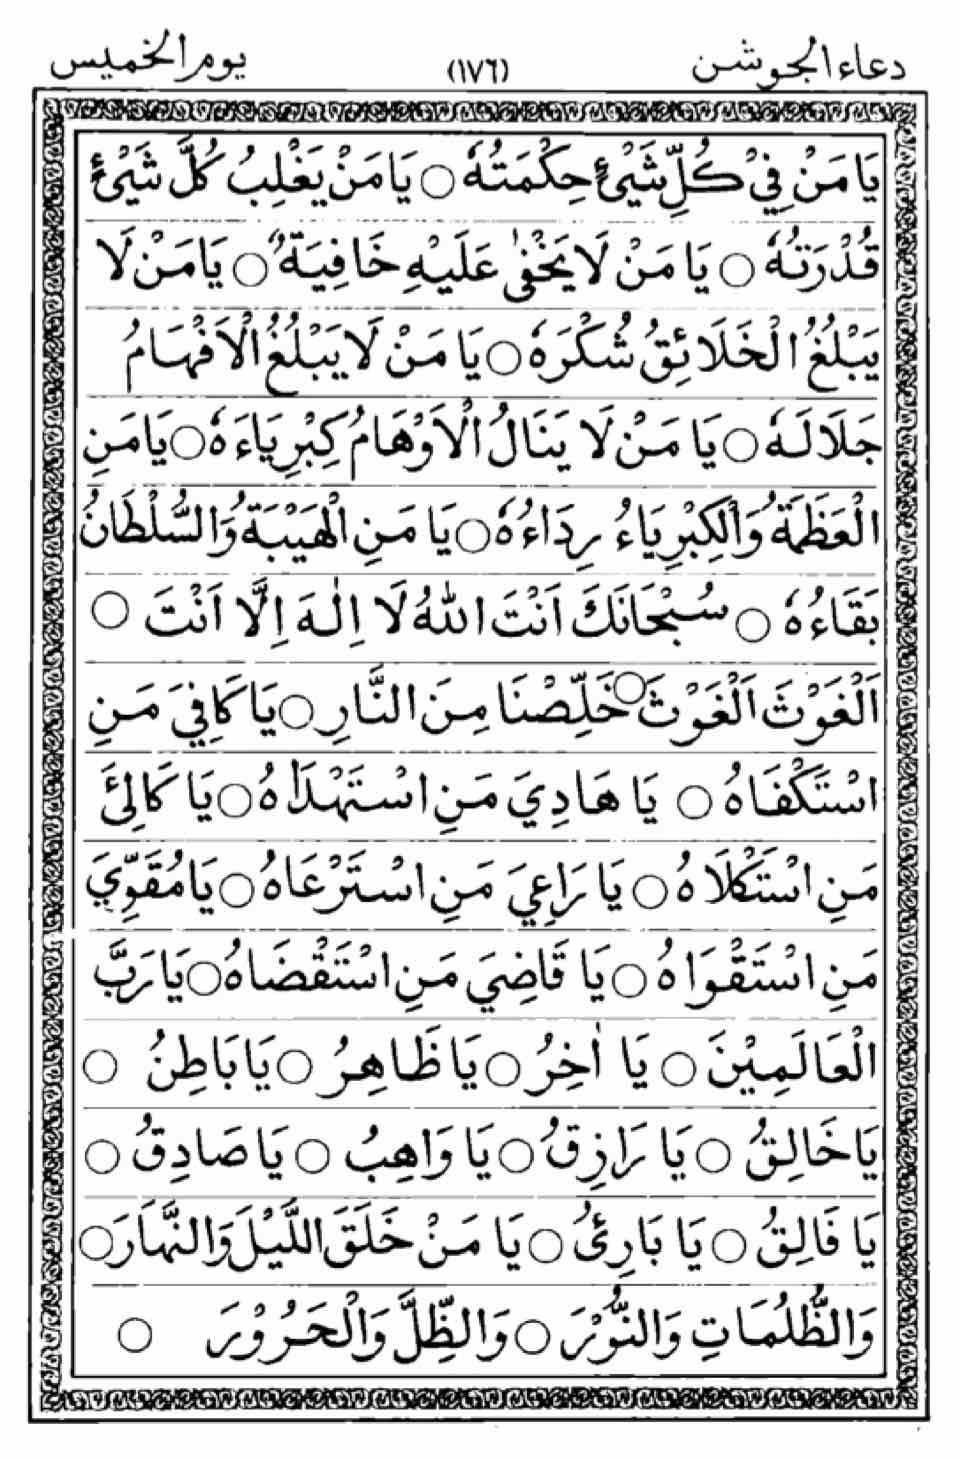 دعاء الجوشن (١٧٦) يوم الخميس
يَا مَنْ فِيْ كُلِّ شَيْءٍ حِكْمَتُهٗ ○ يَا مَنْ يَغْلِبُ كُلَّ شَيْءٍ
قُدْرَتُهٗ ○ يَا مَنْ لَا يَخْفٰى عَلَيْهِ خَافِيَةٌ ○ يَا مَنْ لَا
يَبْلُغُ الْخَلَائِقُ شُكْرَهٗ ○ يَا مَنْ لَا يَبْلُغُ الْاَفْهَامُ
جَلَالَهٗ ○ يَا مَنْ لَا يَنَالُ الْاَوْهَامُ كِبْرِيَاءَهٗ ○ يَا مَنِ
الْعَظَمَةُ وَالْكِبْرِيَاءُ رِدَاءُهٗ ○ يَا مَنِ الْهَيْبَةُ وَالسُّلْطَانُ
بَقَاءُهٗ ○ سُبْحَانَكَ اَنْتَ اللهُ لَا اِلٰهَ اِلَّا اَنْتَ ○
اَلْغَوْثَ اَلْغَوْثَ ○ خَلِّصْنَا مِنَ النَّارِ ○ يَا كَافِيَ مَنِ
اسْتَكْفَاهُ ○ يَا هَادِيَ مَنِ اسْتَهْدَاهُ ○ يَا كَالِئَ
مَنِ اسْتَكْلَاهُ ○ يَا رَاعِيَ مَنِ اسْتَرْعَاهُ ○ يَا مُقَوِّيَ
مَنِ اسْتَقْوَاهُ ○ يَا قَاضِيَ مَنِ اسْتَقْضَاهُ ○ يَا رَبَّ
الْعَالَمِيْنَ ○ يَا اٰخِرُ ○ يَا ظَاهِرُ ○ يَا بَاطِنُ ○
يَا خَالِقُ ○ يَا رَازِقُ ○ يَا وَاهِبُ ○ يَا صَادِقُ ○
يَا فَالِقُ ○ يَا بَارِئُ ○ يَا مَنْ خَلَقَ اللَّيْلَ وَالنَّهَارَ ○
وَالظُّلُمَاتِ وَالنُّوْرَ ○ وَالظِّلَّ وَالْحَرُوْرَ ○